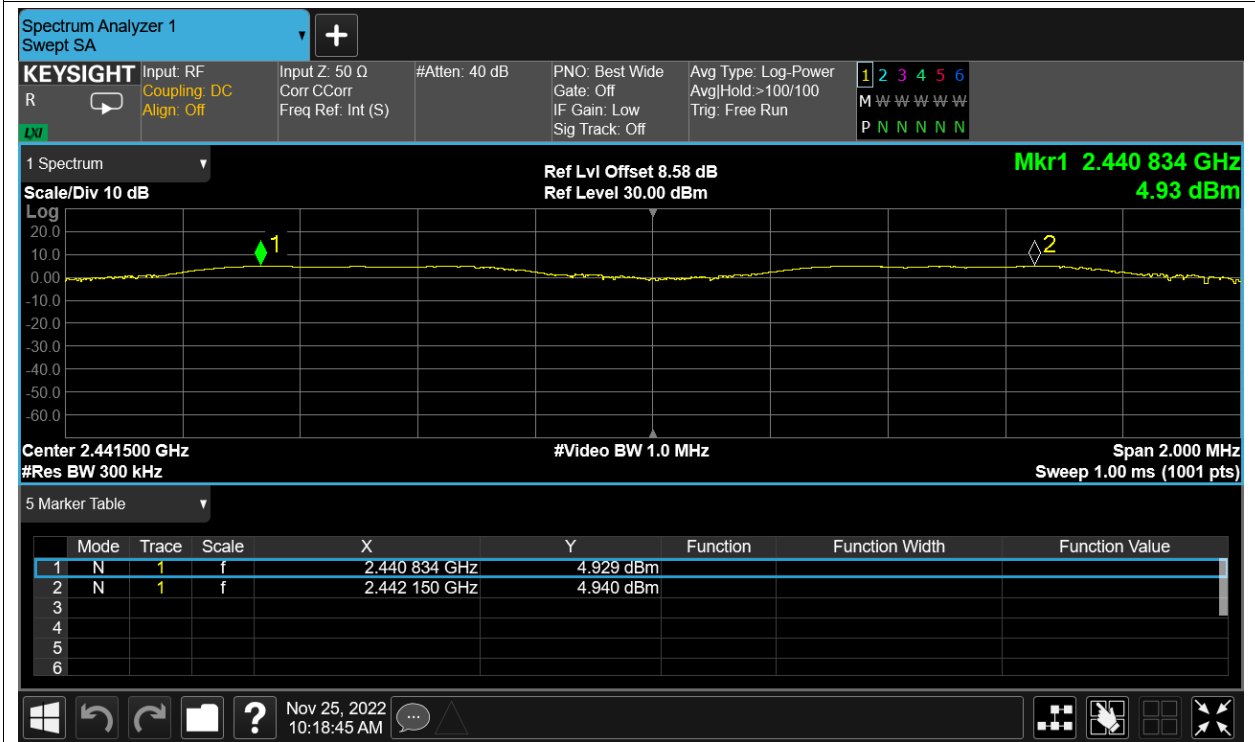 Spectrum Analyzer 1
Swept SA
+
KEYSIGHT
R
LXI
Input: RF
Coupling: DC
Align: Off
Input Z: 50 Ω
Corr CCorr
Freq Ref: Int (S)
#Atten: 40 dB
PNO: Best Wide
Gate: Off
IF Gain: Low
Sig Track: Off
Avg Type: Log-Power
Avg|Hold:>100/100
Trig: Free Run
1 2 3 4 5 6
M W W W W W
P N N N N N
1 Spectrum
Scale/Div 10 dB
Ref Lvl Offset 8.58 dB
Ref Level 30.00 dBm
Mkr1 2.440 834 GHz
4.93 dBm
Log
20.0
10.0
0.00
-10.0
-20.0
-30.0
-40.0
-50.0
-60.0
1
2
Center 2.441500 GHz
#Video BW 1.0 MHz
Span 2.000 MHz
#Res BW 300 kHz
Sweep 1.00 ms (1001 pts)
5 Marker Table
Mode Trace Scale X Y Function Function Width Function Value
1 N 1 f 2.440 834 GHz 4.929 dBm
2 N 1 f 2.442 150 GHz 4.940 dBm
3
4
5
6
?
Nov 25, 2022
10:18:45 AM